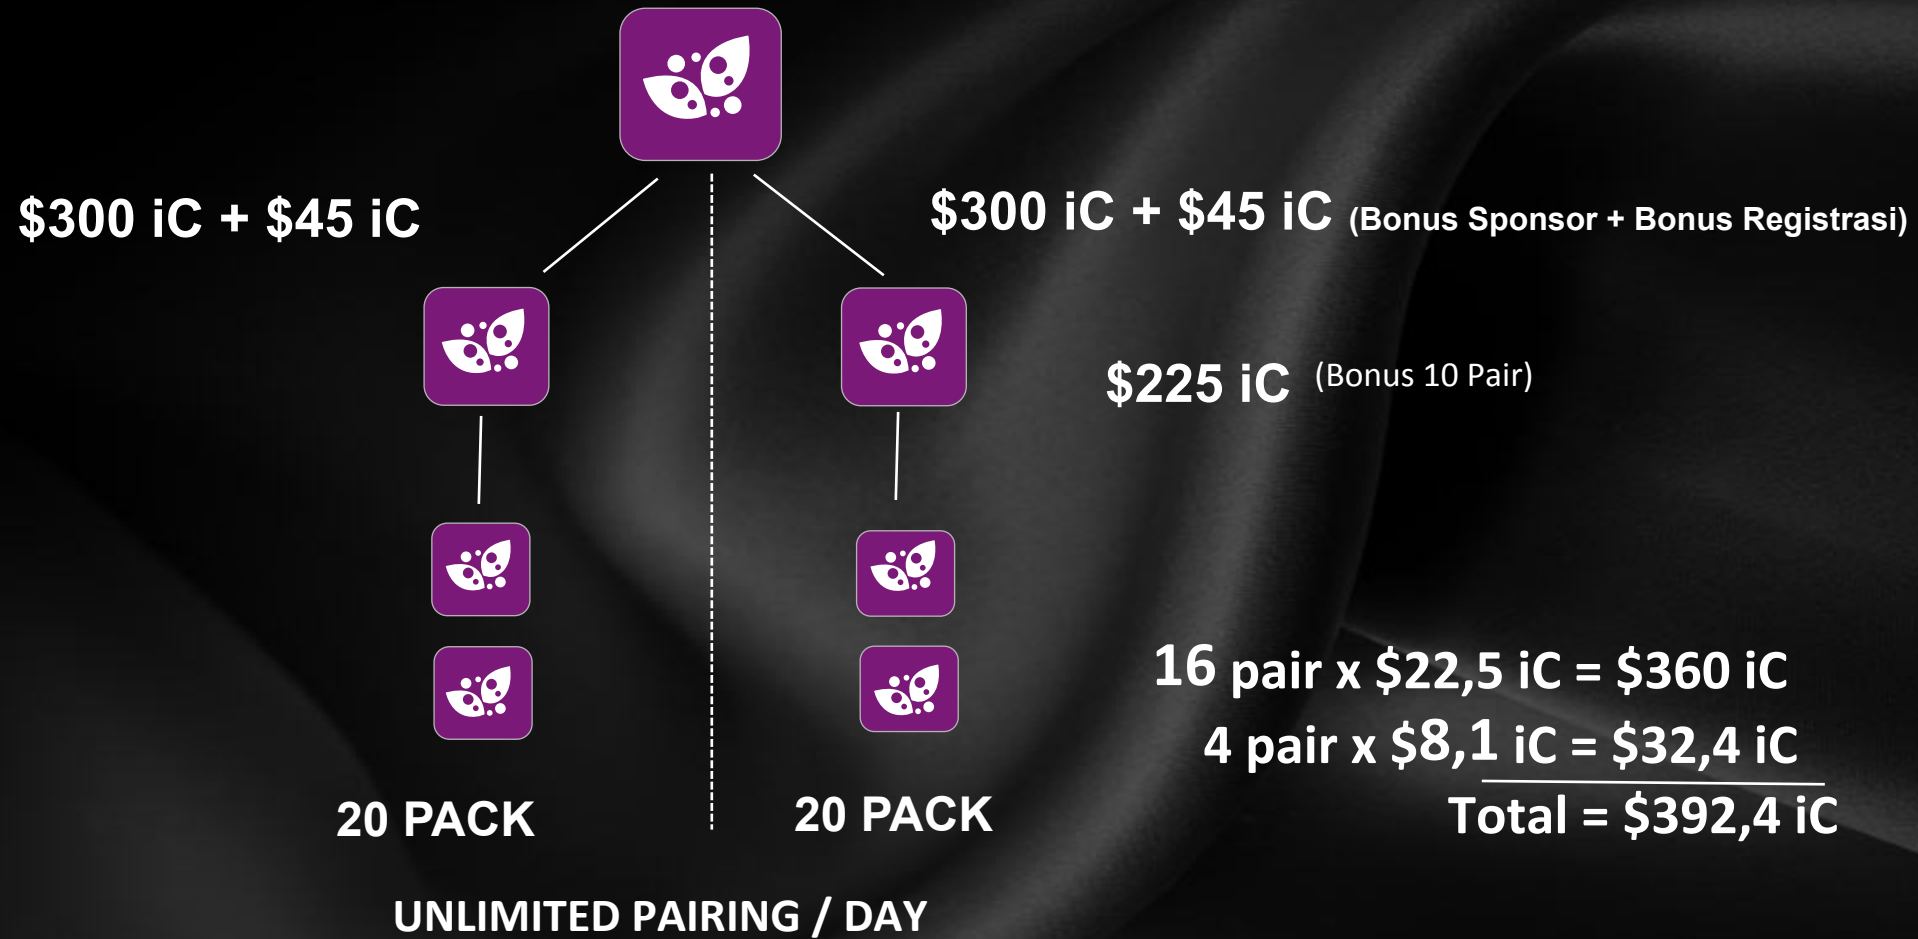 $300 iC + $45 iC
$300 iC + $45 iC (Bonus Sponsor + Bonus Registrasi)
$225 iC (Bonus 10 Pair)
16 pair x $22,5 iC = $360 iC
4 pair x $8,1 iC = $32,4 iC
Total = $392,4 iC
20 PACK
20 PACK
UNLIMITED PAIRING / DAY